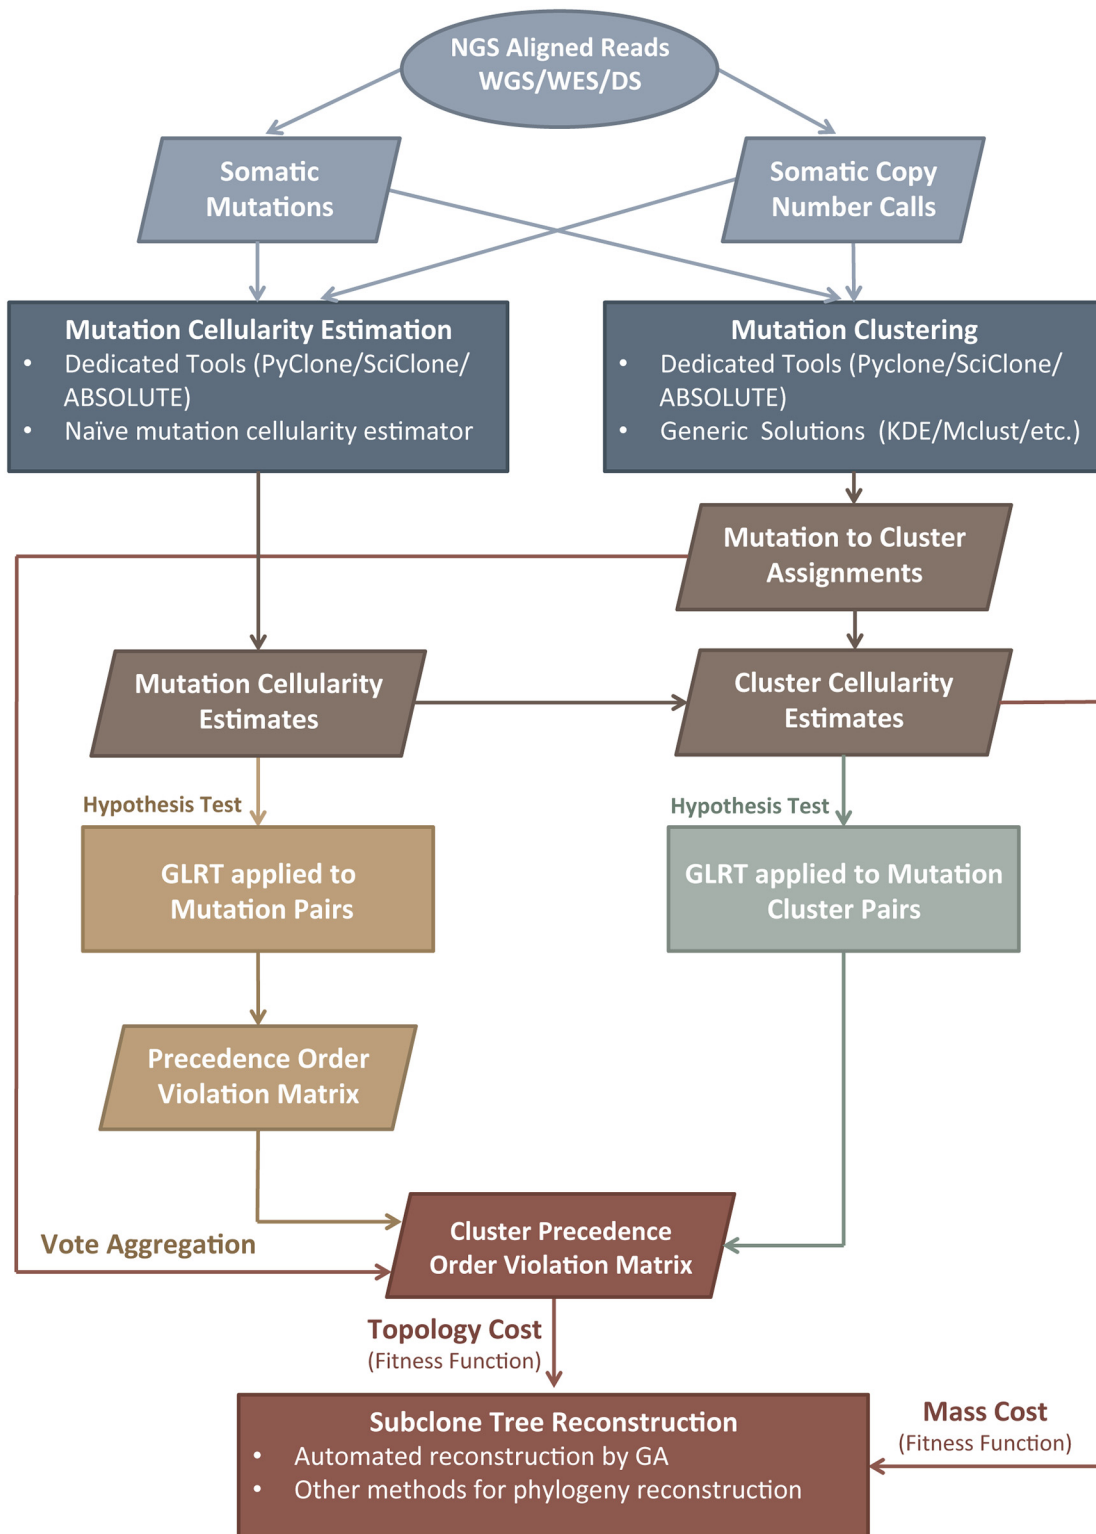 NGS Aligned Reads
WGS/WES/DS
Somatic
Mutations
Somatic Copy
Number Calls
Mutation Cellularity Estimation
• Dedicated Tools (PyClone/SciClone/
ABSOLUTE)
• Naïve mutation cellularity estimator
Mutation Clustering
• Dedicated Tools (Pyclone/SciClone/
ABSOLUTE)
• Generic Solutions (KDE/Mclust/etc.)
Mutation to Cluster
Assignments
Mutation Cellularity
Estimates
Cluster Cellularity
Estimates
Hypothesis Test
Hypothesis Test
GLRT applied to
Mutation Pairs
GLRT applied to Mutation
Cluster Pairs
Precedence Order
Violation Matrix
Vote Aggregation
Cluster Precedence
Order Violation Matrix
Topology Cost
(Fitness Function)
Mass Cost
(Fitness Function)
Subclone Tree Reconstruction
• Automated reconstruction by GA
• Other methods for phylogeny reconstruction